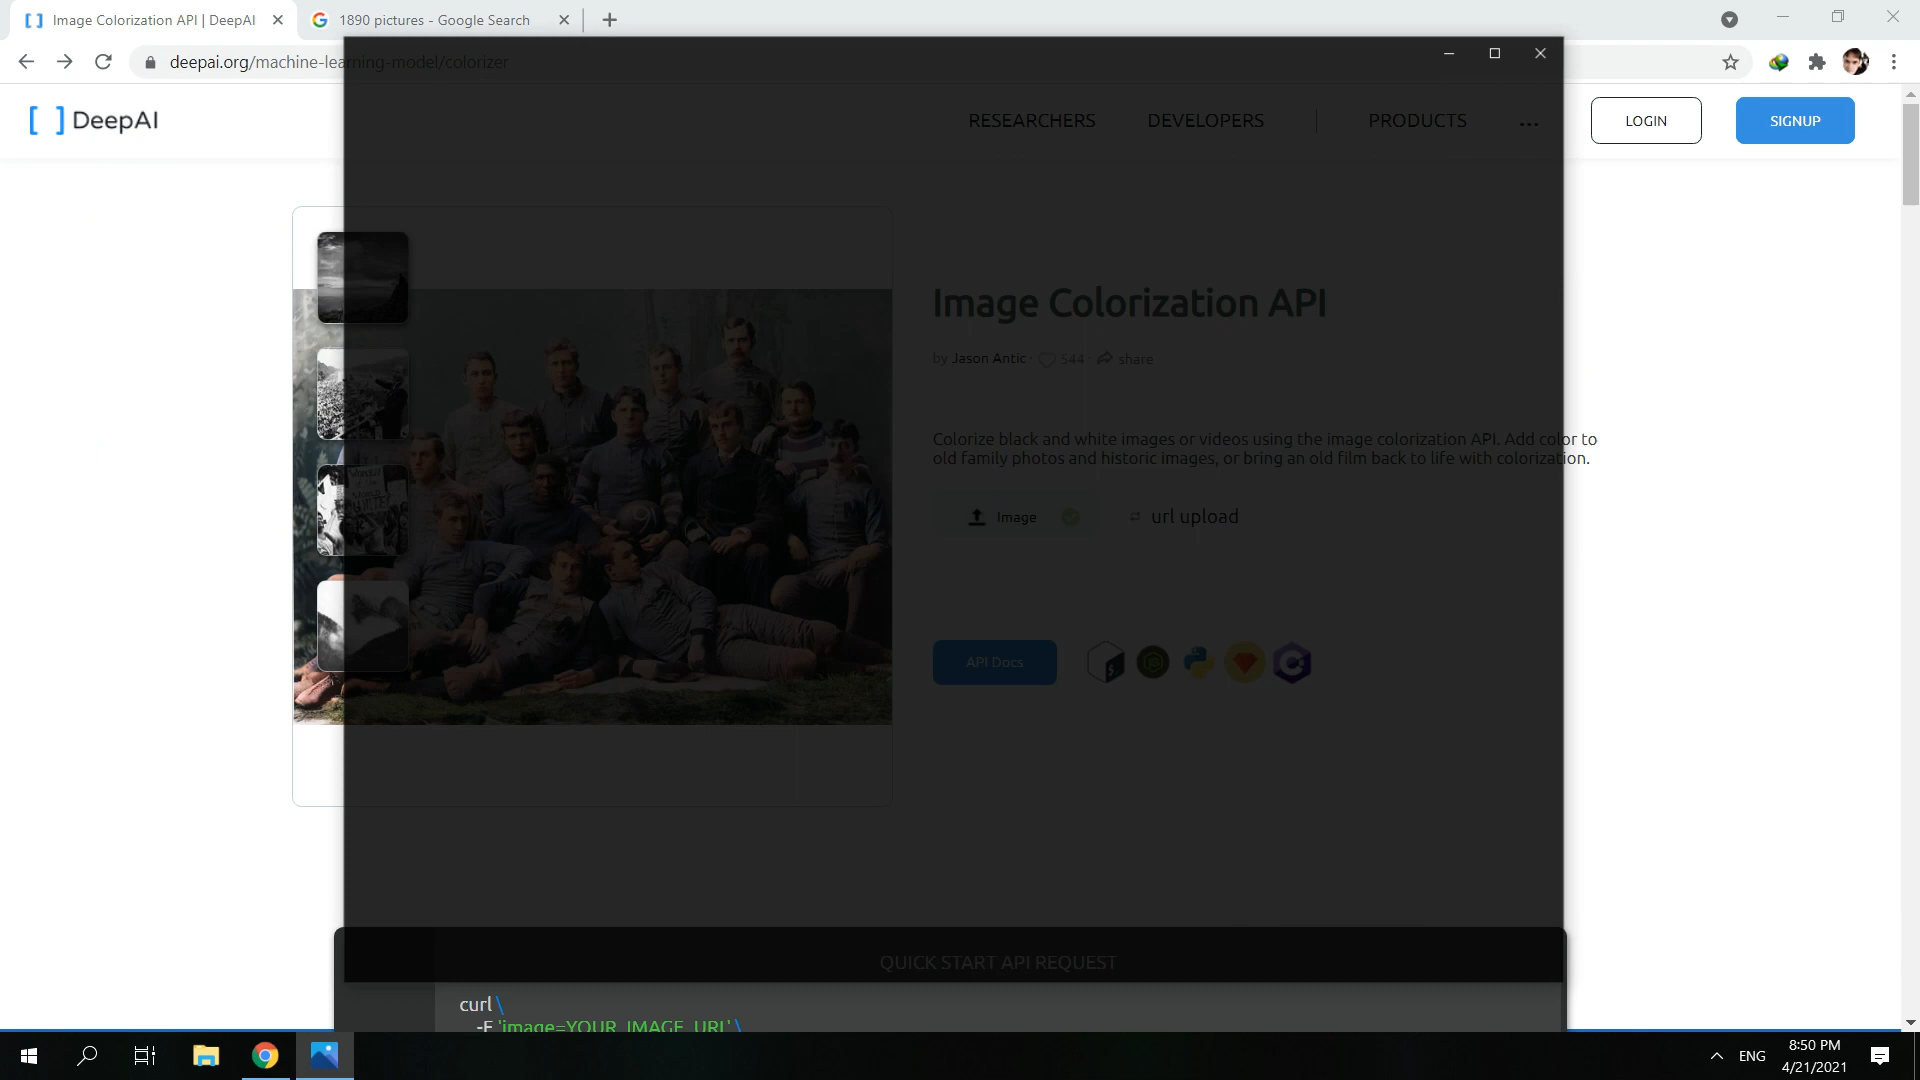 Image Colorization API | DeepAI
1890 pictures - Google Search
deepai.org/machine-learning-model/colorizer
DeepAI
RESEARCHERS
DEVELOPERS
PRODUCTS
...
LOGIN
SIGNUP
Image Colorization API
by Jason Antic · 544 · share
Colorize black and white images or videos using the image colorization API. Add color to
old family photos and historic images, or bring an old film back to life with colorization.
Image
url upload
API Docs
QUICK START API REQUEST
curl \
-F 'image=YOUR_IMAGE_URL' \
ENG
8:50 PM
4/21/2021